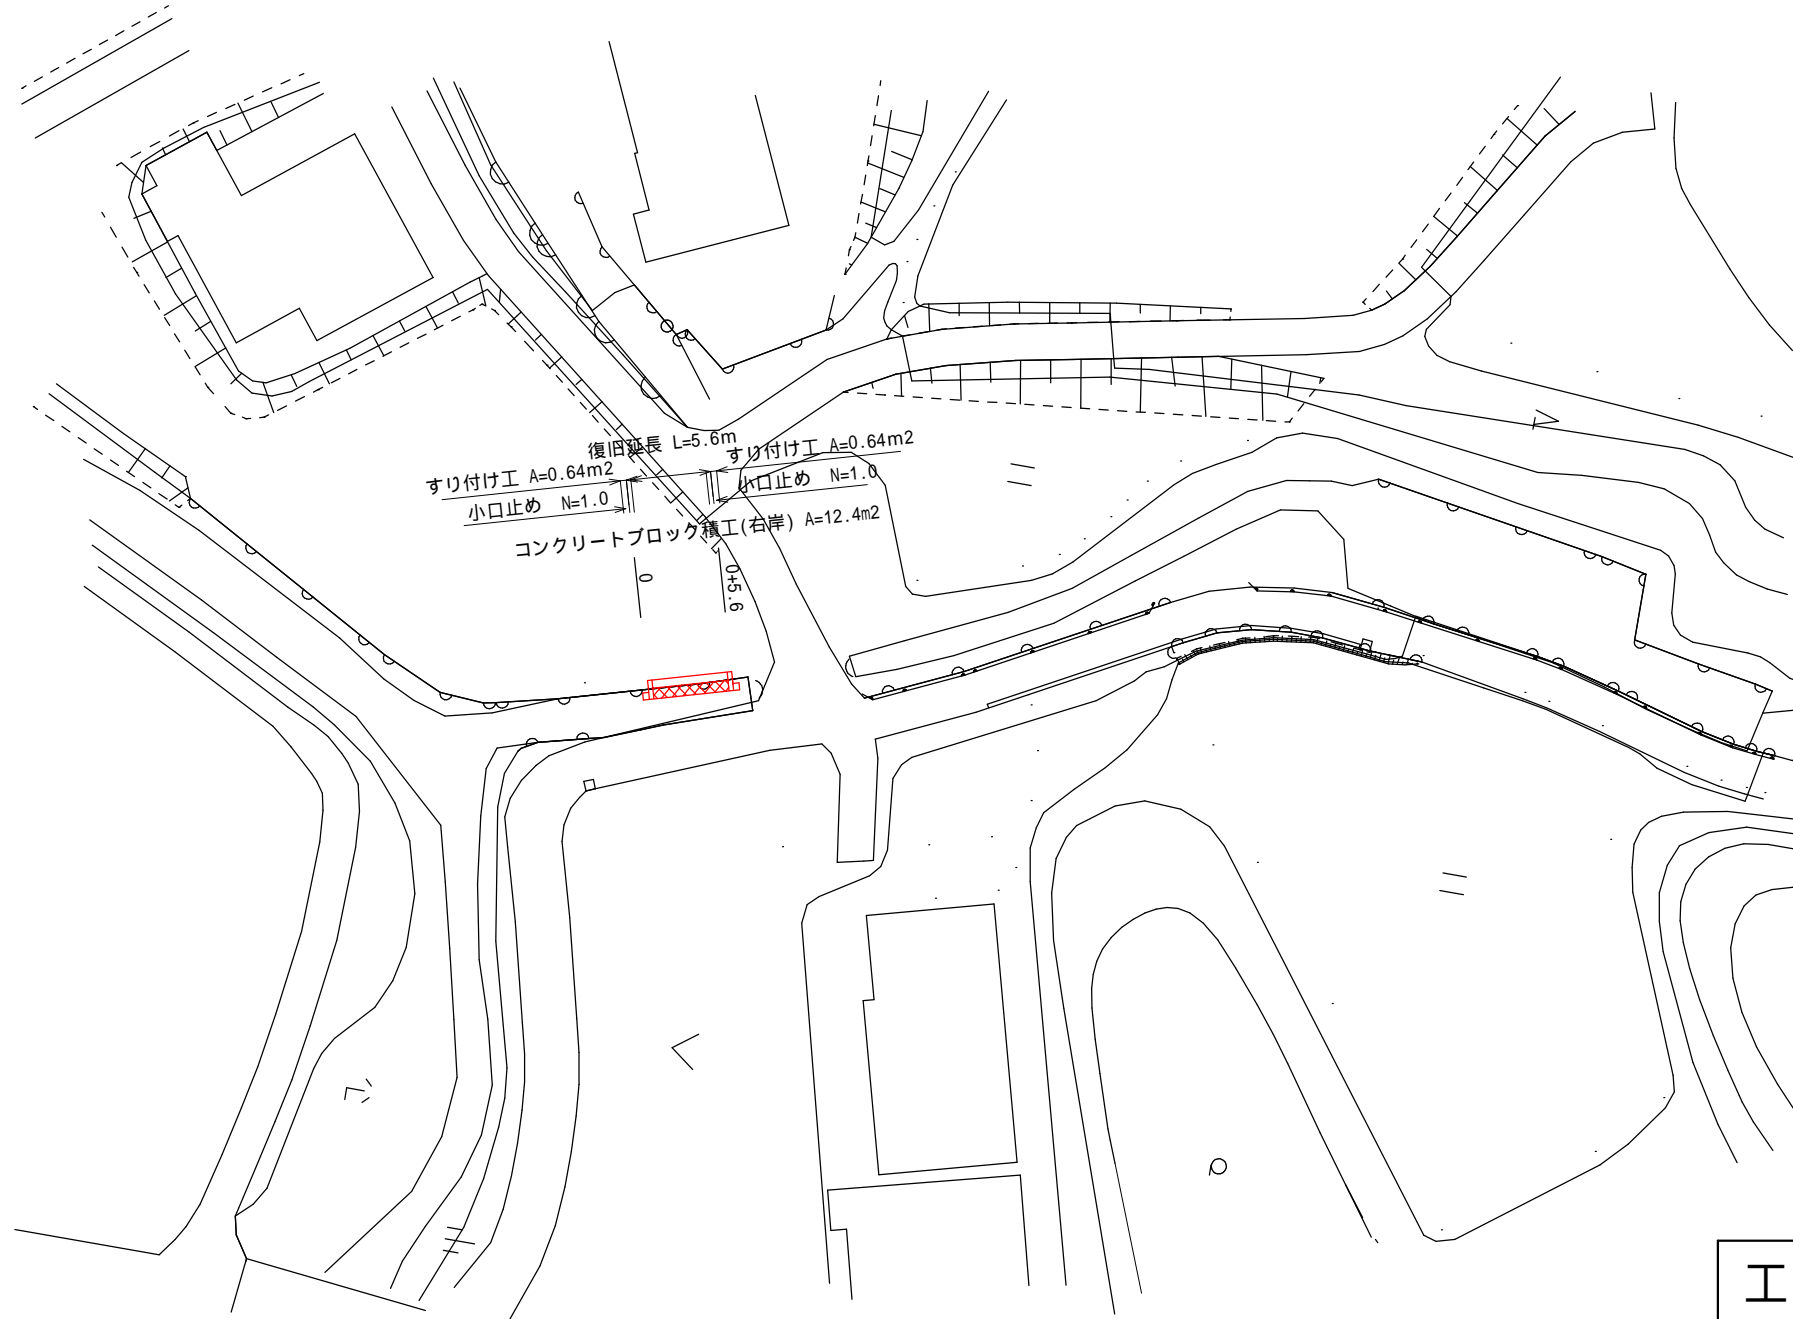 復旧延長 L=5.6m
すり付け工 A=0.64m2
すり付け工 A=0.64m2
小口止め N=1.0
小口止め N=1.0
コンクリートブロック積工(右岸) A=12.4m2
0
0+5.6
工